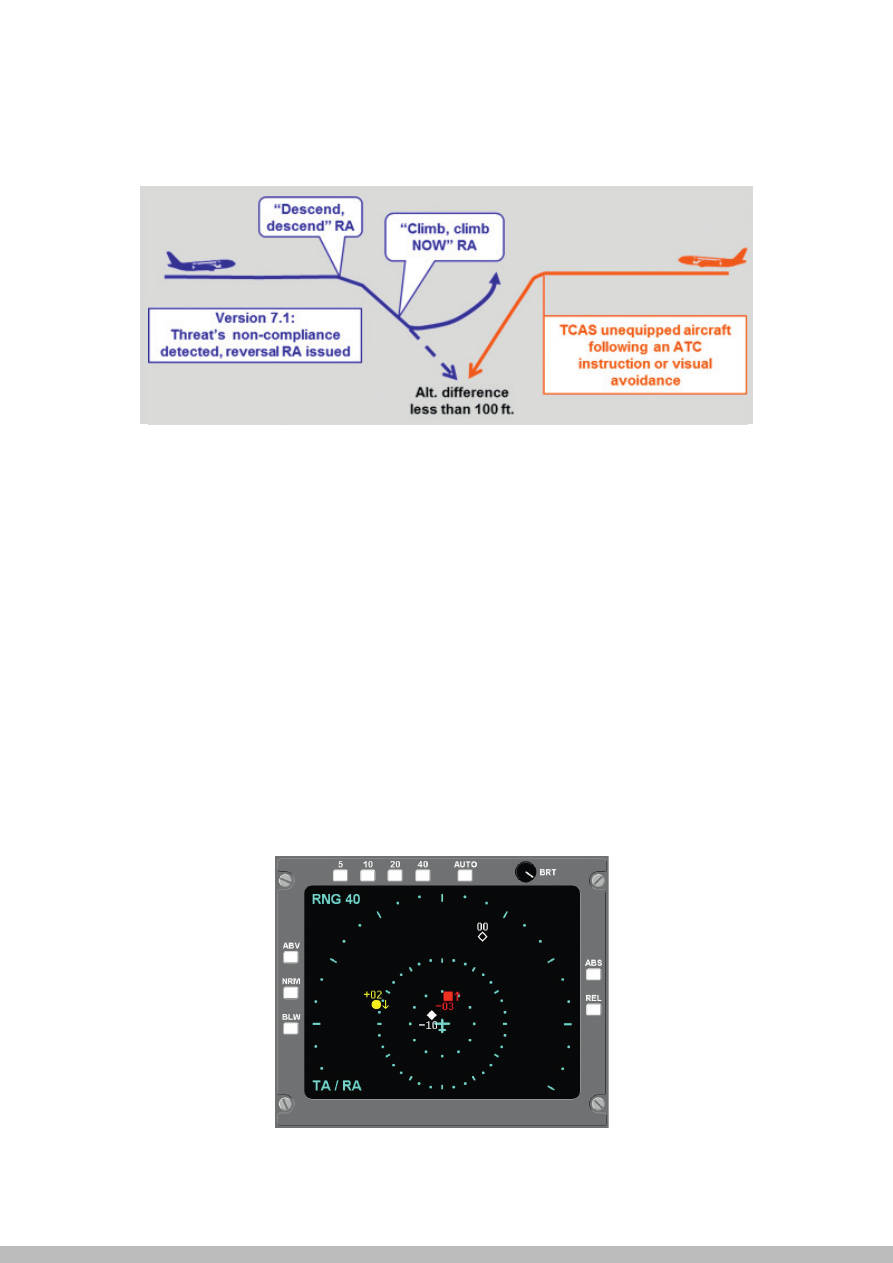 “Descend,
descend” RA
“Climb, climb
NOW” RA
Version 7.1:
Threat’s non-compliance
detected, reversal RA issued
TCAS unequipped aircraft
following an ATC
instruction or visual
avoidance
Alt. difference
less than 100 ft.
5 10 20 40 AUTO
BRT
RNG 40
00
ABV
ABS
NRM
+02
REL
-03
BLW
-10
TA / RA